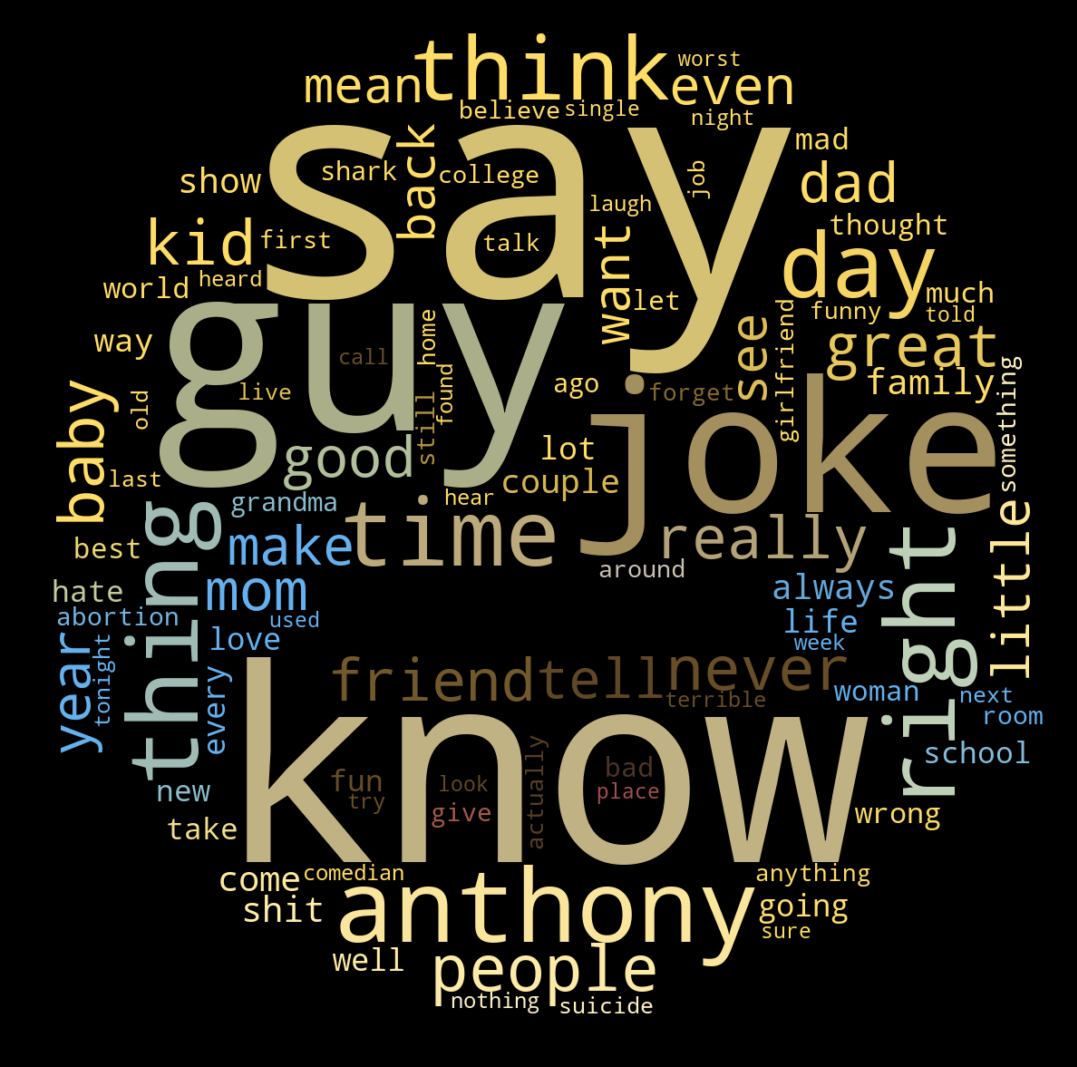 worst
think
mean
even
believe
single
night
say
back
mad
shark
college
job
show
dad
laugh
thought
kid
first
talk
want
day
heard
world
let
much
funny
told
guy
way
home
call
see
girlfriend
great
ago
forget
family
live
found
joke
something
baby
old
still
good
lot
couple
last
hear
grandma
thing
time
really
right
little
best
make
around
hate
mom
always
abortion
used
life
year
tonight
love
week
every
friend
tell
never
terrible
woman
next
room
know
actually
school
new
fun
look
bad
try
give
place
take
wrong
come
comedian
anything
shit
anthony
going
sure
well
people
nothing
suicide